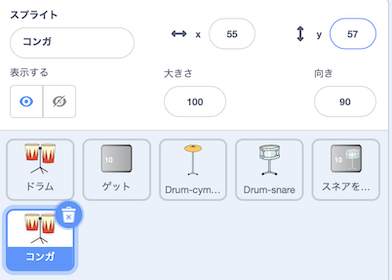 スプライト
コンガ
x 55
y 57
表示する
大きさ
向き
100
90
10
10
ドラム
ゲット
Drum-cym...
Drum-snare
スネアを...
コンガ